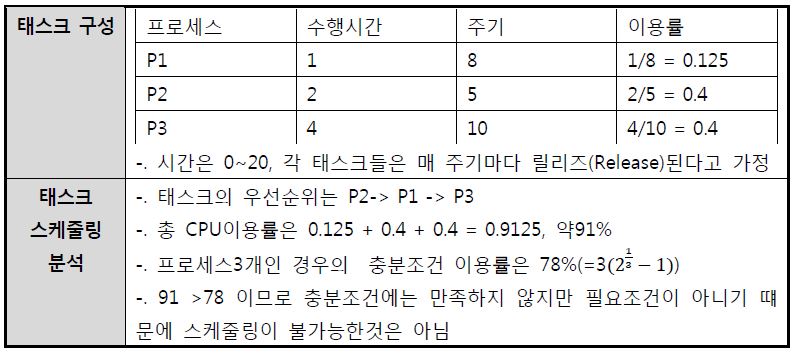 태스크 구성
프로세스 수행시간 주기 이용률
P1 1 8 1/8 = 0.125
P2 2 5 2/5 = 0.4
P3 4 10 4/10 = 0.4
-. 시간은 0~20, 각 태스크들은 매 주기마다 릴리즈(Release)된다고 가정
태스크
스케줄링
분석
-. 태스크의 우선순위는 P2-> P1 -> P3
-. 총 CPU이용률은 0.125 + 0.4 + 0.4 = 0.9125, 약91%
-. 프로세스3개인 경우의 충분조건 이용률은 78%(=3(2^{1/3} − 1))
-. 91 >78 이므로 충분조건에는 만족하지 않지만 필요조건이 아니기 떄
문에 스케줄링이 불가능한것은 아님